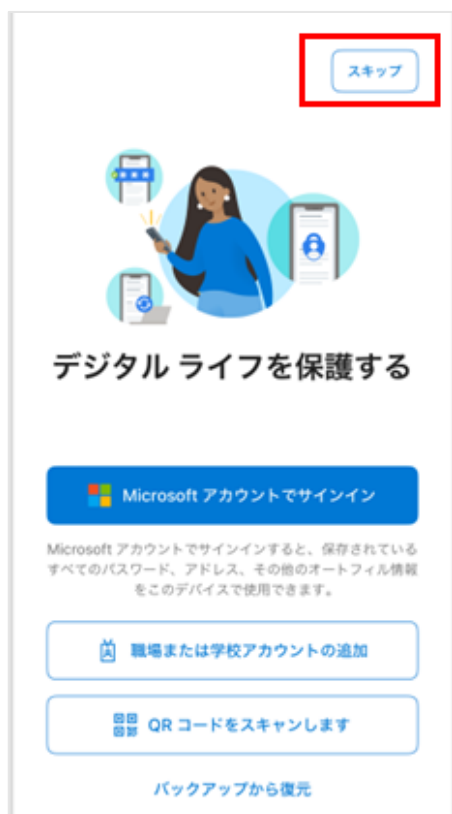 スキップ
デジタル ライフを保護する
Microsoft アカウントでサインイン
Microsoft アカウントでサインインすると、保存されている
すべてのパスワード、アドレス、その他のオートフィル情報
をこのデバイスで使用できます。
職場または学校アカウントの追加
QR コードをスキャンします
バックアップから復元